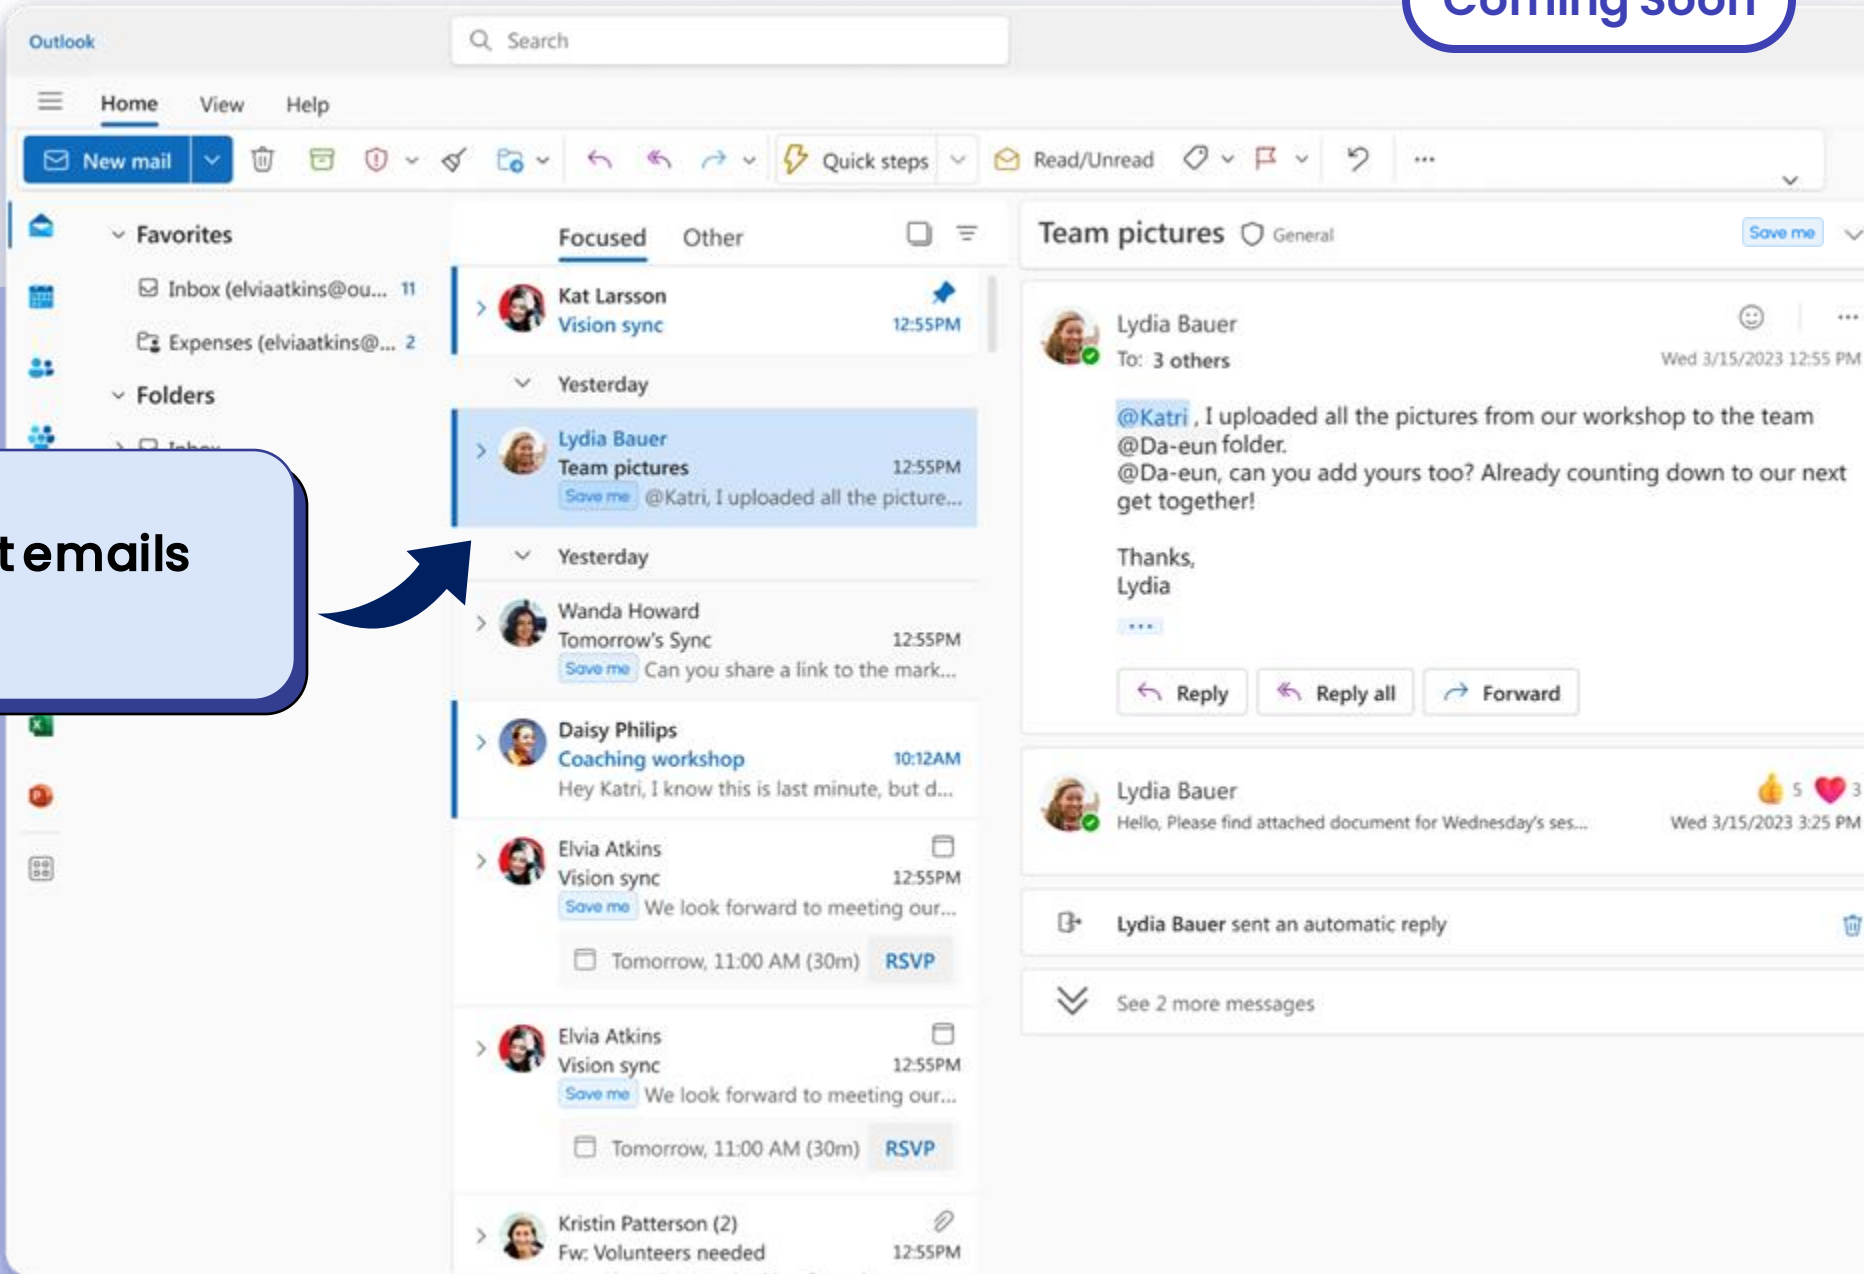 Coming soon
Outlook
Search
Home View Help
New mail Quick steps Read/Unread
Favorites
Inbox (elviaatkins@ou... 11
Expenses (elviaatkins@... 2
Folders
Inbox
t emails
Focused Other
Kat Larsson
Vision sync 12:55PM
Yesterday
Lydia Bauer
Team pictures 12:55PM
Save me @Katri, I uploaded all the picture...
Yesterday
Wanda Howard
Tomorrow's Sync 12:55PM
Save me Can you share a link to the mark...
Daisy Philips
Coaching workshop 10:12AM
Hey Katri, I know this is last minute, but d...
Elvia Atkins
Vision sync 12:55PM
Save me We look forward to meeting our...
Tomorrow, 11:00 AM (30m) RSVP
Elvia Atkins
Vision sync 12:55PM
Save me We look forward to meeting our...
Tomorrow, 11:00 AM (30m) RSVP
Kristin Patterson (2)
Fw: Volunteers needed 12:55PM
Team pictures General Save me
Lydia Bauer
To: 3 others Wed 3/15/2023 12:55 PM
@Katri , I uploaded all the pictures from our workshop to the team
@Da-eun folder.
@Da-eun, can you add yours too? Already counting down to our next
get together!
Thanks,
Lydia
Reply Reply all Forward
Lydia Bauer 5 3
Hello, Please find attached document for Wednesday's ses... Wed 3/15/2023 3:25 PM
Lydia Bauer sent an automatic reply
See 2 more messages